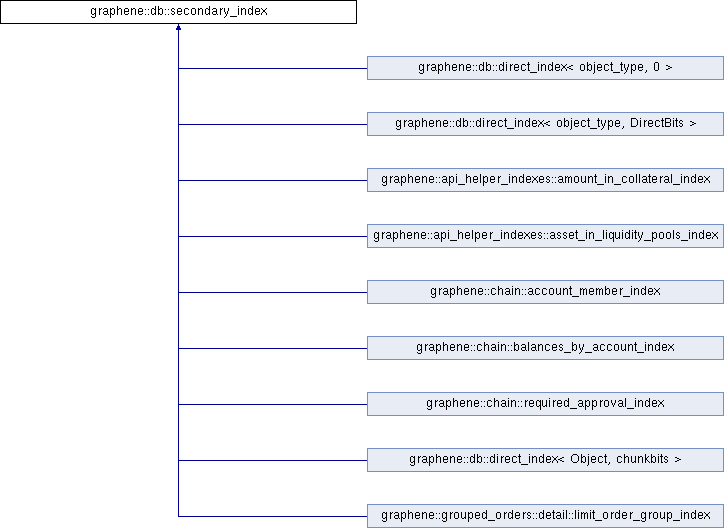 graphene::db::secondary_index
graphene::db::direct_index< object_type, 0 >
graphene::db::direct_index< object_type, DirectBits >
graphene::api_helper_indexes::amount_in_collateral_index
graphene::api_helper_indexes::asset_in_liquidity_pools_index
graphene::chain::account_member_index
graphene::chain::balances_by_account_index
graphene::chain::required_approval_index
graphene::db::direct_index< Object, chunkbits >
graphene::grouped_orders::detail::limit_order_group_index